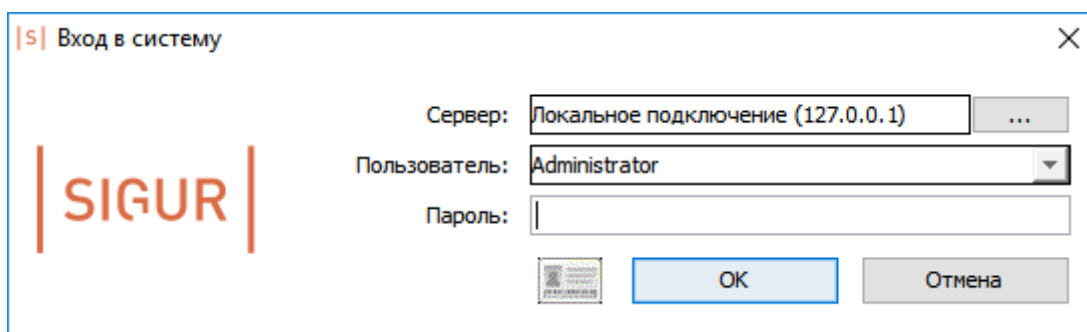 |S| Вход в систему
Сервер: Локальное подключение (127.0.0.1) ...
Пользователь: Administrator
SIGUR
Пароль:
OK Отмена